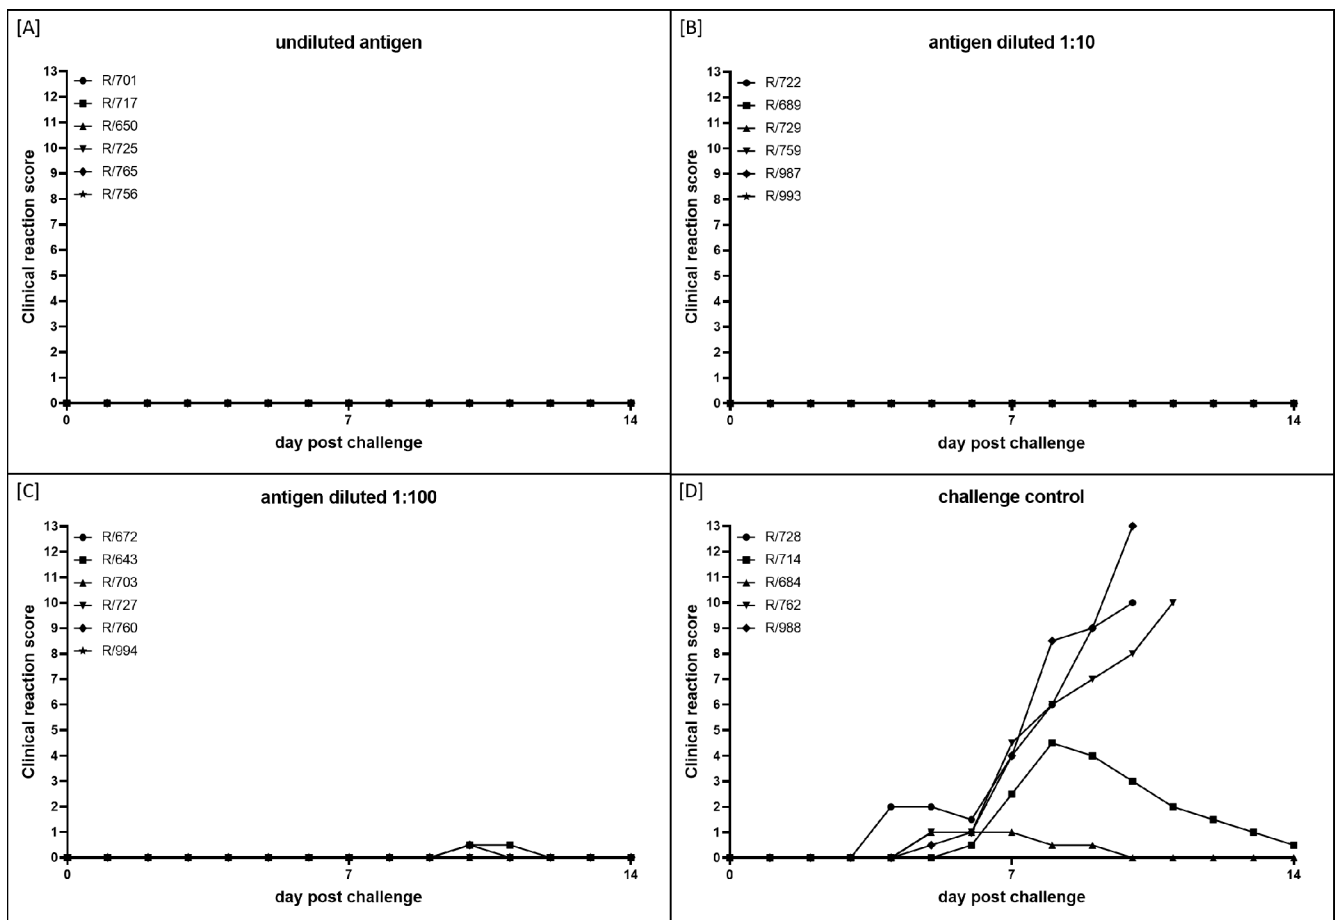 [A]
undiluted antigen
Clinical reaction score
13
12
11
10
9
8
7
6
5
4
3
2
1
0
R/701
R/717
R/650
R/725
R/765
R/756
0
7
14
day post challenge
[B]
antigen diluted 1:10
Clinical reaction score
13
12
11
10
9
8
7
6
5
4
3
2
1
0
R/722
R/689
R/729
R/759
R/987
R/993
0
7
14
day post challenge
[C]
antigen diluted 1:100
Clinical reaction score
13
12
11
10
9
8
7
6
5
4
3
2
1
0
R/672
R/643
R/703
R/727
R/760
R/994
0
7
14
day post challenge
[D]
challenge control
Clinical reaction score
13
12
11
10
9
8
7
6
5
4
3
2
1
0
R/728
R/714
R/684
R/762
R/988
0
7
14
day post challenge